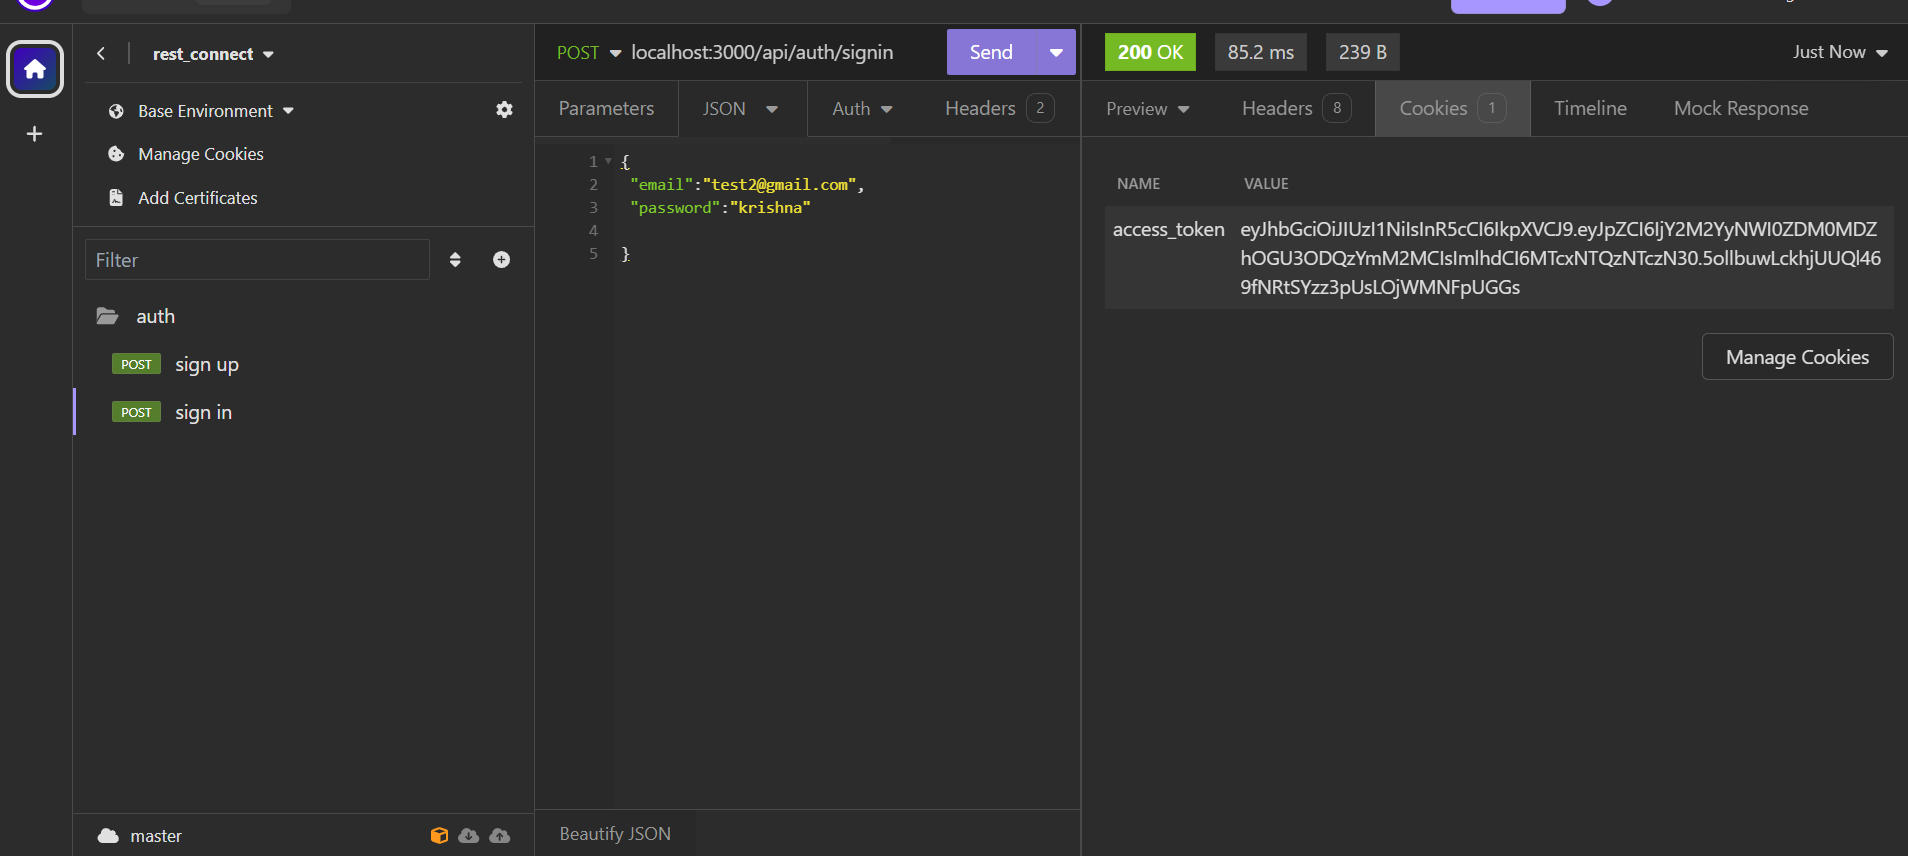 rest_connect
Base Environment
Manage Cookies
Add Certificates
Filter
auth
POST sign up
POST sign in
master
POST localhost:3000/api/auth/signin Send
Parameters JSON Auth Headers 2
1 {
2 "email":"test2@gmail.com",
3 "password":"krishna"
4
5 }
Beautify JSON
200 OK 85.2 ms 239 B Just Now
Preview Headers 8 Cookies 1 Timeline Mock Response
NAME VALUE
access_token eyJhbGciOiJIUzI1NiIsInR5cCI6IkpXVCJ9.eyJpZCI6IjY2M2YyNWI0ZDM0MDZ
hOGU3ODQzYmM2MCIsImlhdCI6MTcxNTQzNTczN30.5ollbuwLckhjUUQl46
9fNRtSYzz3pUsLOjWMNFpUGGs
Manage Cookies